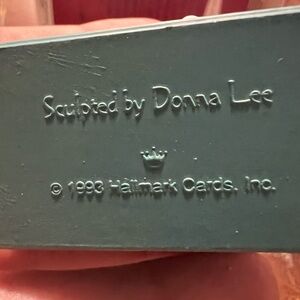 Sculpted by Donna Lee
© 1993 Hallmark Cards, Inc.